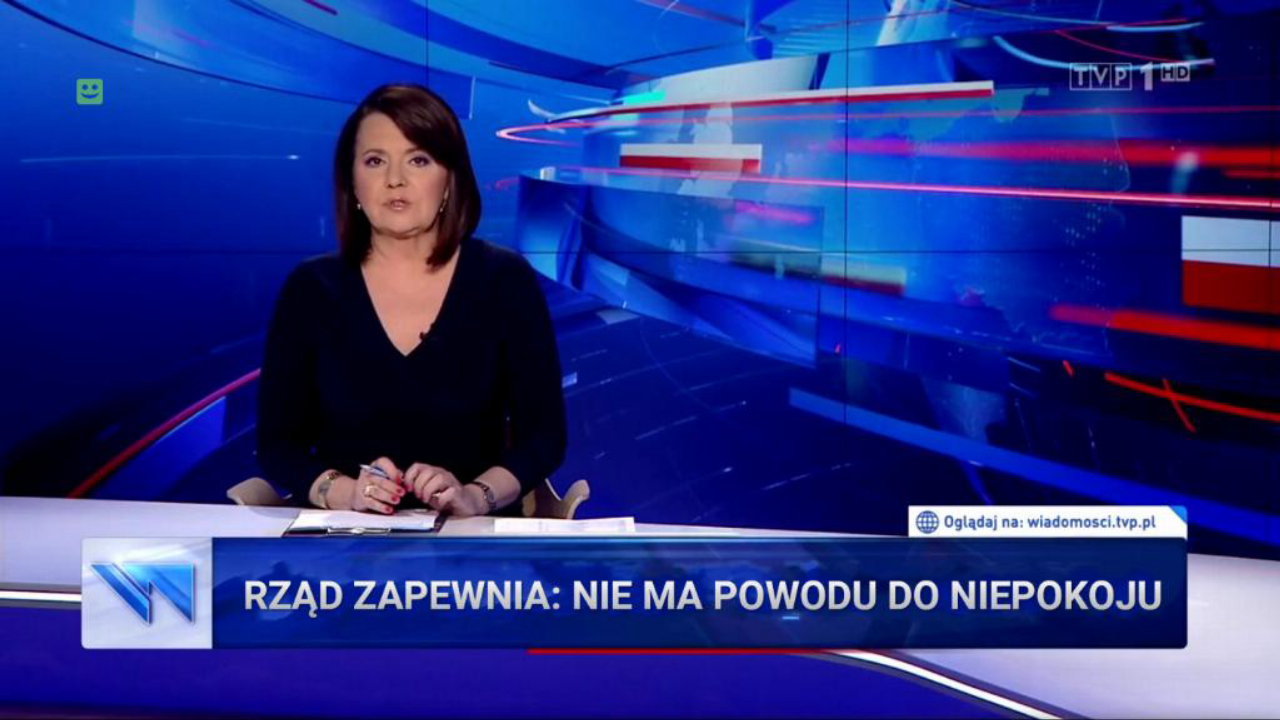 TVP 1 HD
Oglądaj na: wiadomosci.tvp.pl
RZĄD ZAPEWNIA: NIE MA POWODU DO NIEPOKOJU